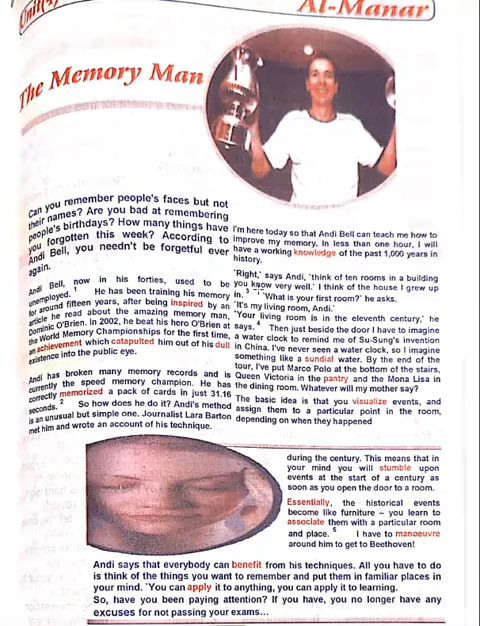 Unit(4)
Al-Manar
The Memory Man
Can you remember people's faces but not
their names? Are you bad at remembering
people's birthdays? How many things have
you forgotten this week? According to
Andi Bell, you needn't be forgetful ever
again.
Andi Bell, now in his forties, used to be
unemployed. 1 He has been training his memory
for around fifteen years, after being inspired by an
article he read about the amazing memory man,
Dominic O'Brien. In 2002, he beat his hero O'Brien at
the World Memory Championships for the first time,
an achievement which catapulted him out of his dull
existence into the public eye.
Andi has broken many memory records and is
currently the speed memory champion. He has
correctly memorized a pack of cards in just 31.16
seconds. 2 So how does he do it? Andi's method
is an unusual but simple one. Journalist Lara Barton
met him and wrote an account of his technique.
I'm here today so that Andi Bell can teach me how to
improve my memory. In less than one hour, I will
have a working knowledge of the past 1,000 years in
history.
'Right,' says Andi, 'think of ten rooms in a building
you know very well.' I think of the house I grew up
in. 3 'What is your first room?' he asks.
'It's my living room, Andi.'
'Your living room is in the eleventh century,' he
says. 4 Then just beside the door I have to imagine
a water clock to remind me of Su-Sung's invention
in China. I've never seen a water clock, so I imagine
something like a sundial water. By the end of the
tour, I've put Marco Polo at the bottom of the stairs,
Queen Victoria in the pantry and the Mona Lisa in
the dining room. Whatever will my mother say?
The basic idea is that you visualize events, and
assign them to a particular point in the room,
depending on when they happened
during the century. This means that in
your mind you will stumble upon
events at the start of a century as
soon as you open the door to a room.
Essentially, the historical events
become like furniture – you learn to
associate them with a particular room
and place. 5 I have to manoeuvre
around him to get to Beethoven!
Andi says that everybody can benefit from his techniques. All you have to do
is think of the things you want to remember and put them in familiar places in
your mind. 'You can apply it to anything, you can apply it to learning.
So, have you been paying attention? If you have, you no longer have any
excuses for not passing your exams...